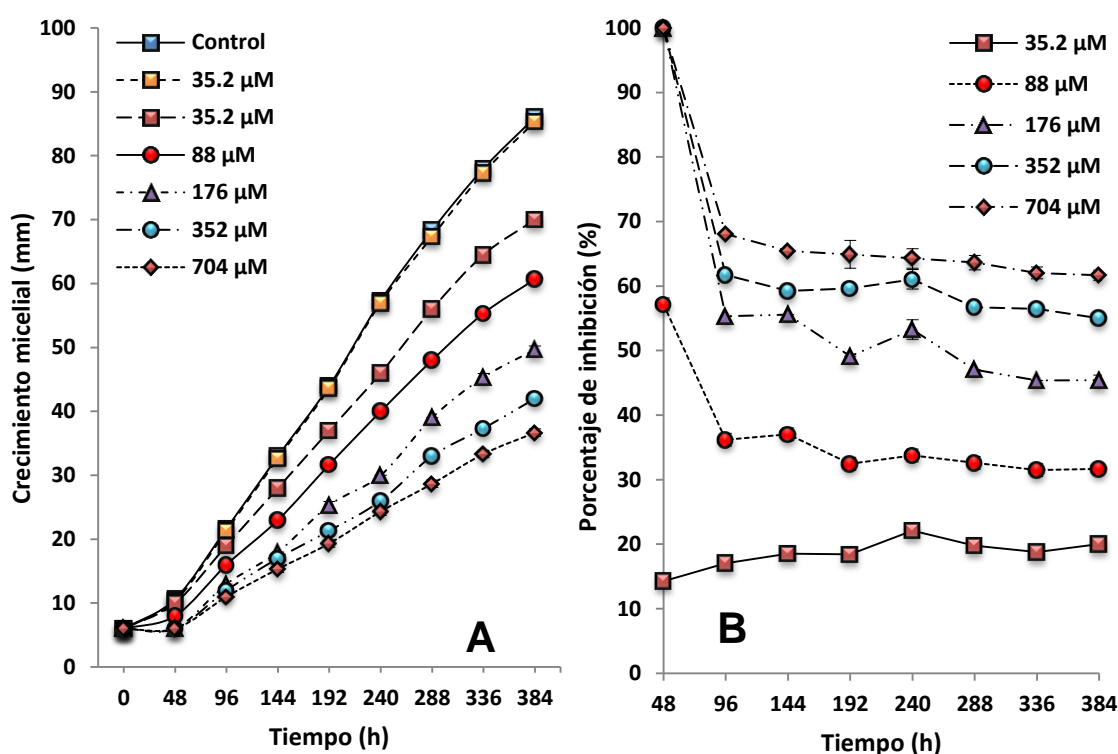 Crecimiento micelial (mm)
100
90
80
70
60
50
40
30
20
10
0
Control
35.2 µM
35.2 µM
88 µM
176 µM
352 µM
704 µM
A
0 48 96 144 192 240 288 336 384
Tiempo (h)
Porcentaje de inhibición (%)
100
90
80
70
60
50
40
30
20
10
0
35.2 µM
88 µM
176 µM
352 µM
704 µM
B
48 96 144 192 240 288 336 384
Tiempo (h)